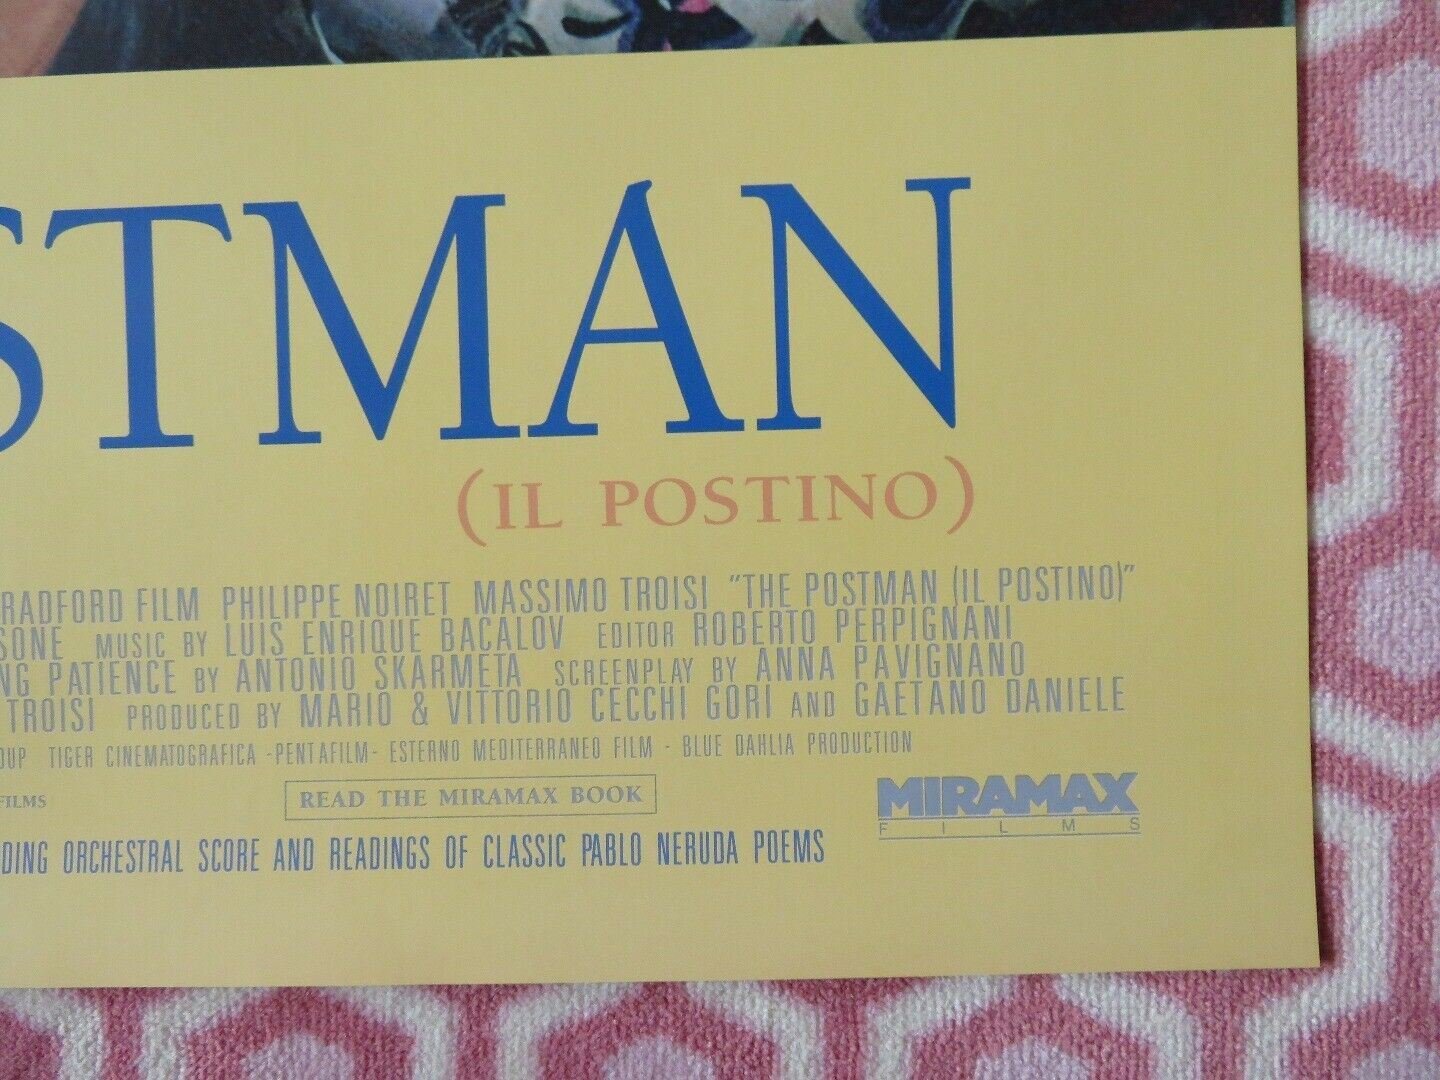 STMAN
(IL POSTINO)
RADFORD FILM PHILIPPE NOIRET MASSIMO TROISI "THE POSTMAN (IL POSTINO)"
SONE MUSIC BY LUIS ENRIQUE BACALOV EDITOR ROBERTO PERPIGNANI
NG PATIENCE BY ANTONIO SKARMETA SCREENPLAY BY ANNA PAVIGNANO
TROISI PRODUCED BY MARIO & VITTORIO CECCHI GORI AND GAETANO DANIELE
OUP TIGER CINEMATOGRAFICA -PENTAFILM- ESTERNO MEDITERRANEO FILM - BLUE DAHLIA PRODUCTION
FILMS READ THE MIRAMAX BOOK
MIRAMAX
FILMS
DING ORCHESTRAL SCORE AND READINGS OF CLASSIC PABLO NERUDA POEMS